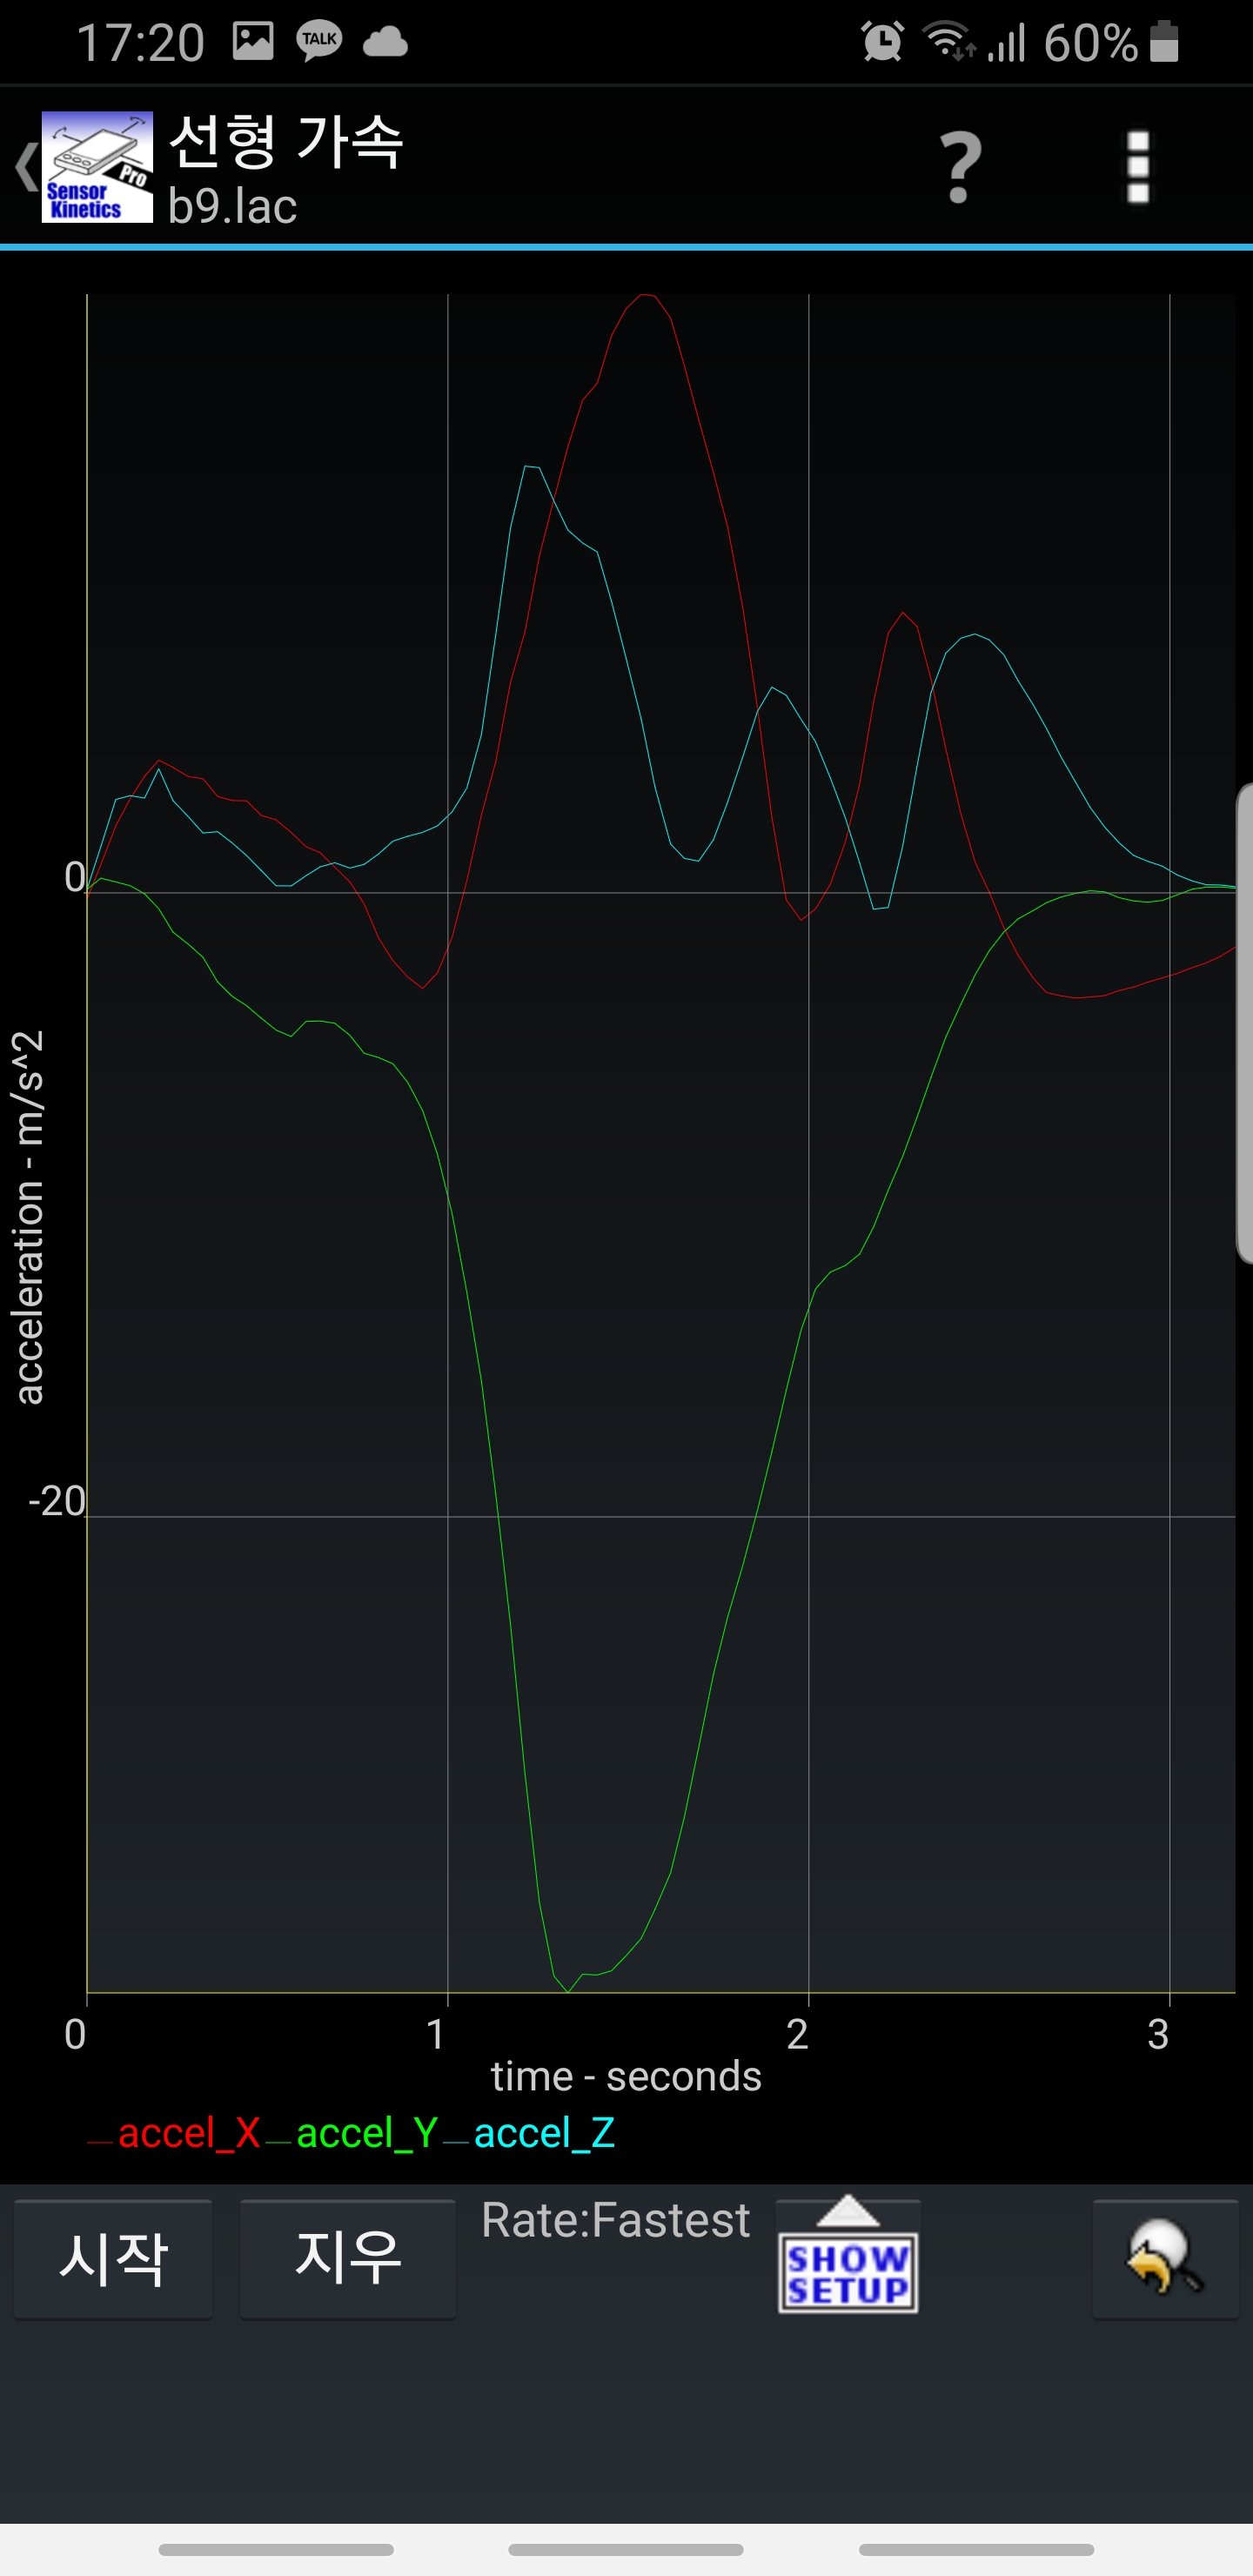 17:20 TALK 60%
선형 가속
Pro
Sensor
Kinetics
b9.lac
?
0
-20
acceleration - m/s^2
0 1 2 3
time - seconds
accel_X accel_Y accel_Z
시작 지우 Rate:Fastest
SHOW
SETUP